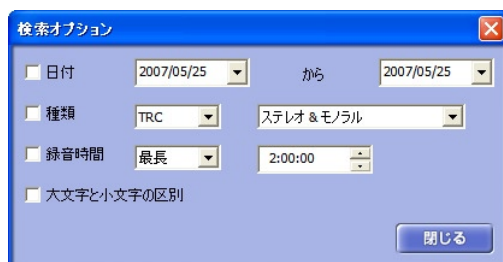 検索オプション
日付 2007/05/25 から 2007/05/25
種類 TRC ステレオ&モノラル
録音時間 最長 2:00:00
大文字と小文字の区別
閉じる